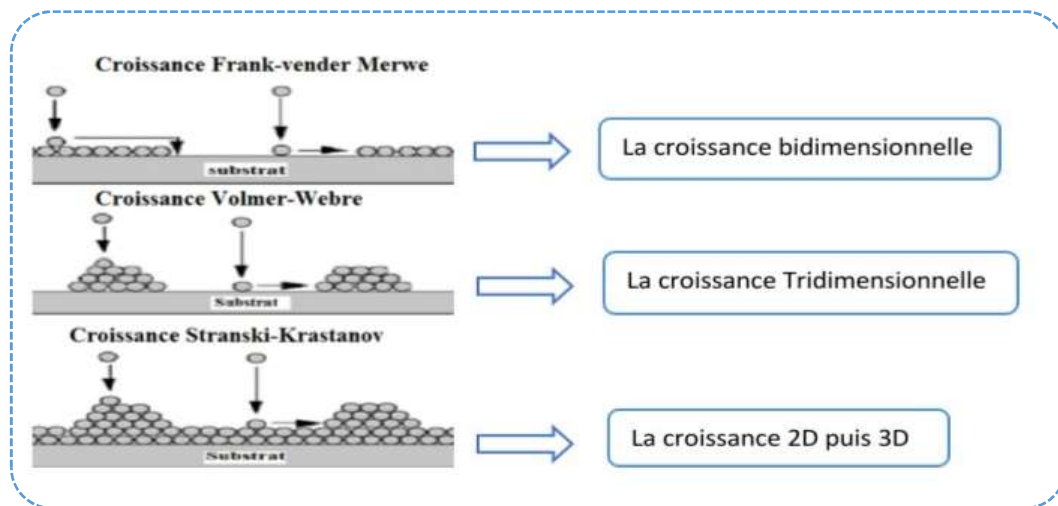 Croissance Frank-vender Merwe
substrat
La croissance bidimensionnelle
Croissance Volmer-Webre
Substrat
La croissance Tridimensionnelle
Croissance Stranski-Krastanov
Substrat
La croissance 2D puis 3D